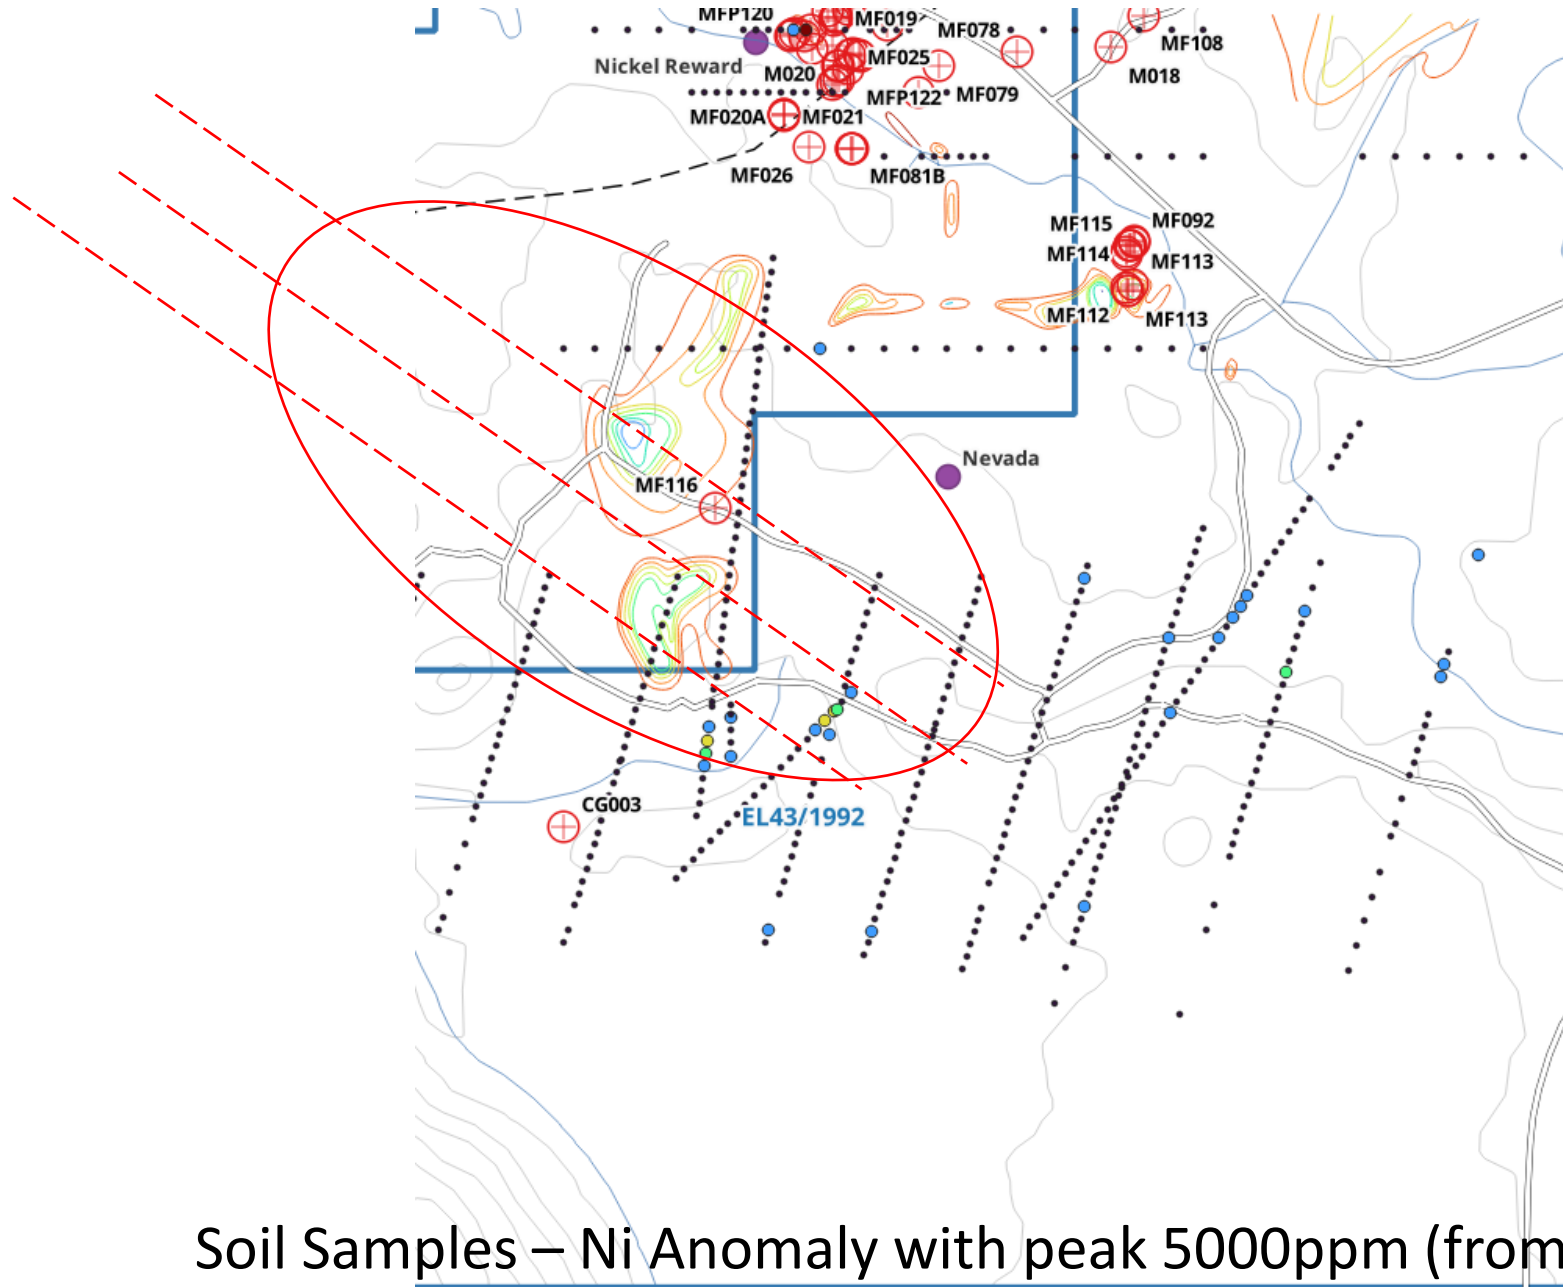 MFP120
MF019
MF078
MF108
Nickel Reward
M020
MF025
M018
MFP122
MF079
MF020A
MF021
MF026
MF081B
MF115
MF092
MF114
MF113
MF112
MF113
Nevada
MF116
CG003
EL43/1992
Soil Samples – Ni Anomaly with peak 5000ppm (from